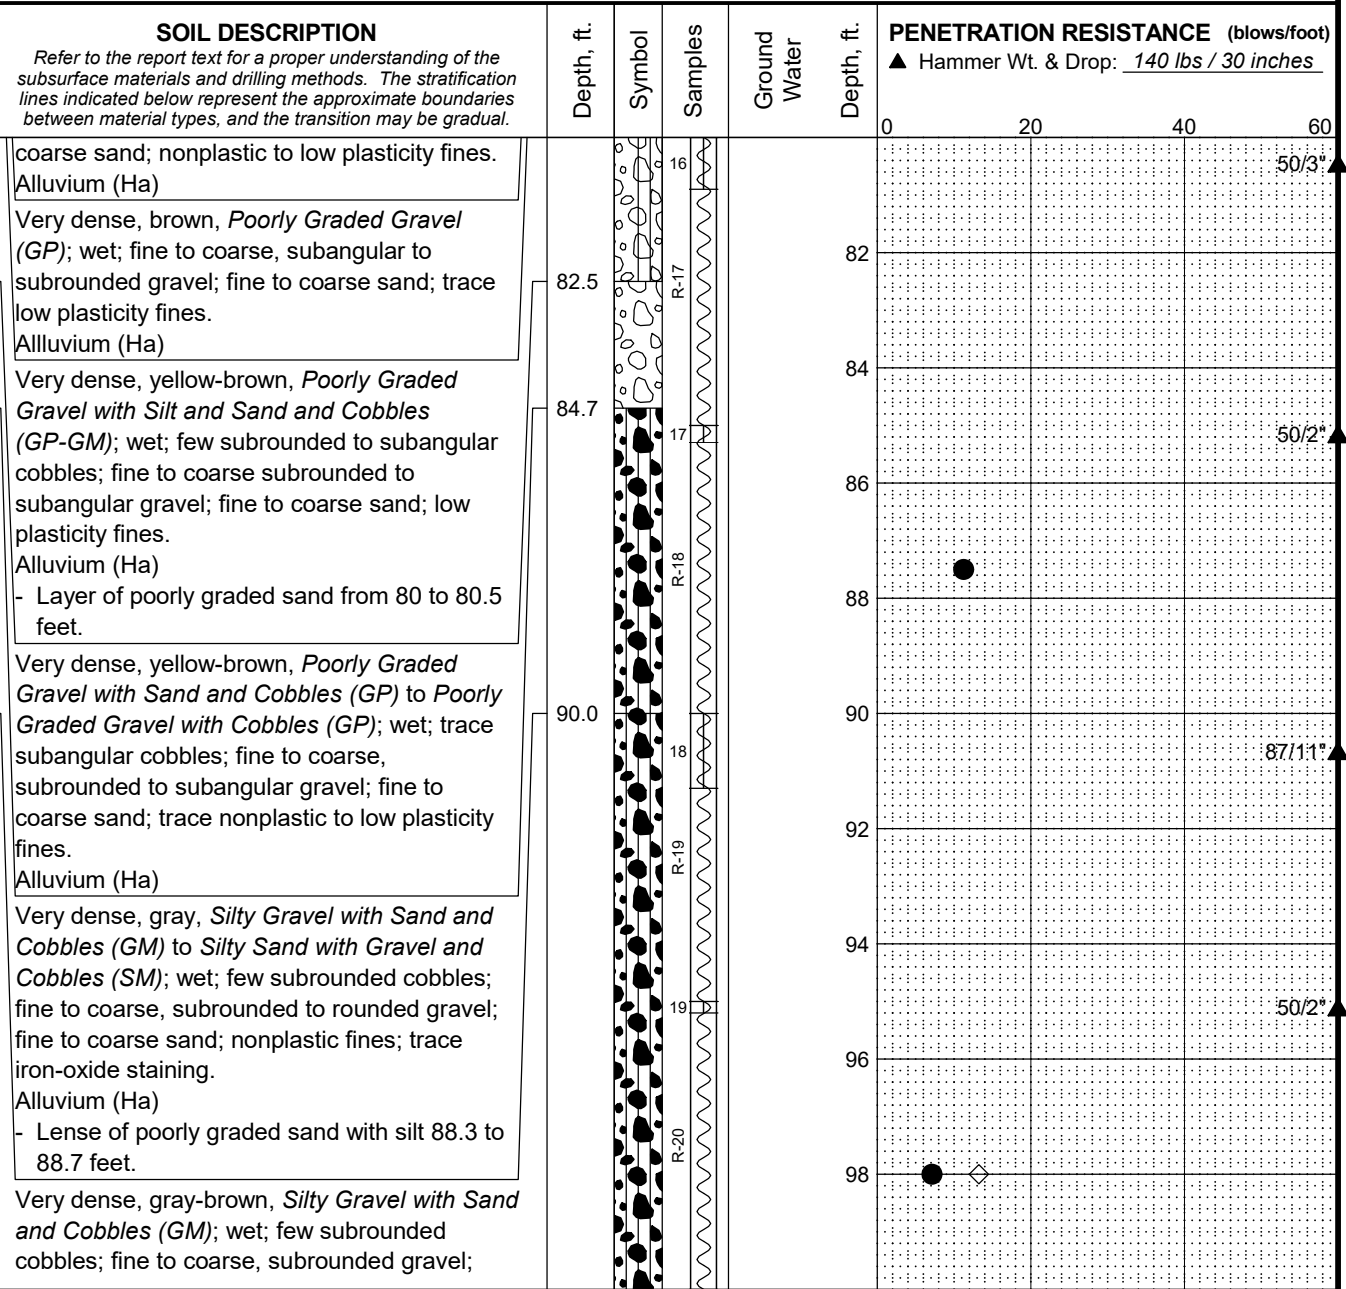 SOIL DESCRIPTION
Refer to the report text for a proper understanding of the
subsurface materials and drilling methods. The stratification
lines indicated below represent the approximate boundaries
between material types, and the transition may be gradual.
Depth, ft.
Symbol
Samples
Ground
Water
Depth, ft.
PENETRATION RESISTANCE (blows/foot)
▲ Hammer Wt. & Drop: 140 lbs / 30 inches
0 20 40 60
coarse sand; nonplastic to low plasticity fines.
Alluvium (Ha)
Very dense, brown, Poorly Graded Gravel
(GP); wet; fine to coarse, subangular to
subrounded gravel; fine to coarse sand; trace
low plasticity fines.
Allluvium (Ha)
Very dense, yellow-brown, Poorly Graded
Gravel with Silt and Sand and Cobbles
(GP-GM); wet; few subrounded to subangular
cobbles; fine to coarse subrounded to
subangular gravel; fine to coarse sand; low
plasticity fines.
Alluvium (Ha)
- Layer of poorly graded sand from 80 to 80.5
feet.
Very dense, yellow-brown, Poorly Graded
Gravel with Sand and Cobbles (GP) to Poorly
Graded Gravel with Cobbles (GP); wet; trace
subangular cobbles; fine to coarse,
subrounded to subangular gravel; fine to
coarse sand; trace nonplastic to low plasticity
fines.
Alluvium (Ha)
Very dense, gray, Silty Gravel with Sand and
Cobbles (GM) to Silty Sand with Gravel and
Cobbles (SM); wet; few subrounded cobbles;
fine to coarse, subrounded to rounded gravel;
fine to coarse sand; nonplastic fines; trace
iron-oxide staining.
Alluvium (Ha)
- Lense of poorly graded sand with silt 88.3 to
88.7 feet.
Very dense, gray-brown, Silty Gravel with Sand
and Cobbles (GM); wet; few subrounded
cobbles; fine to coarse, subrounded gravel;
82.5
84.7
90.0
16
R-17
17
R-18
18
R-19
19
R-20
82
84
86
88
90
92
94
96
98
50/3"
50/2"
87/11"
50/2"